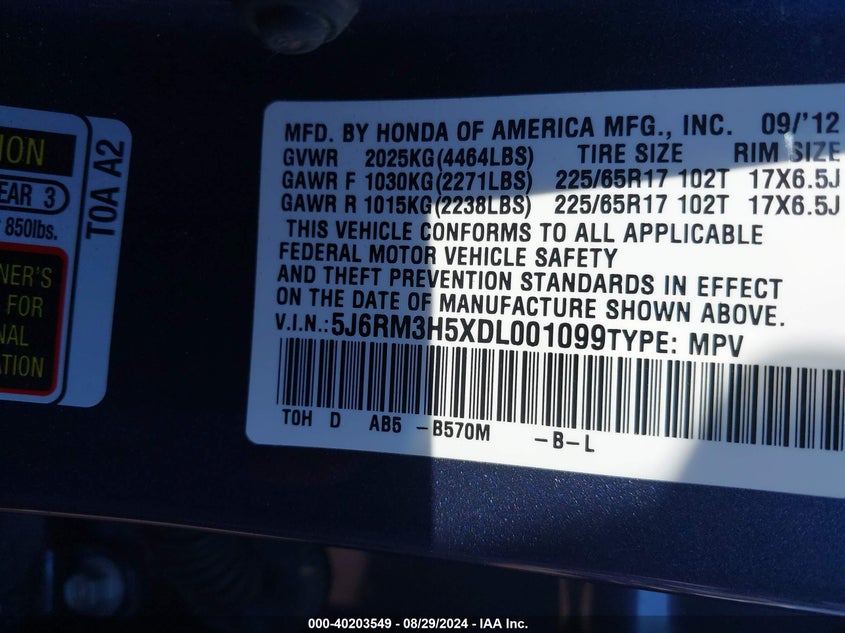 ION
EAR 3
850lbs.
NER'S
FOR
NAL
ATION
TOA A2
MFD. BY HONDA OF AMERICA MFG., INC. 09/'12
GVWR 2025KG(4464LBS) TIRE SIZE RIM SIZE
GAWR F 1030KG(2271LBS) 225/65R17 102T 17X6.5J
GAWR R 1015KG(2238LBS) 225/65R17 102T 17X6.5J
THIS VEHICLE CONFORMS TO ALL APPLICABLE
FEDERAL MOTOR VEHICLE SAFETY
AND THEFT PREVENTION STANDARDS IN EFFECT
ON THE DATE OF MANUFACTURE SHOWN ABOVE.
V.I.N.:5J6RM3H5XDL001099TYPE: MPV
TOH D AB5 -B570M -B-L
000-40203549 - 08/29/2024 - IAA Inc.